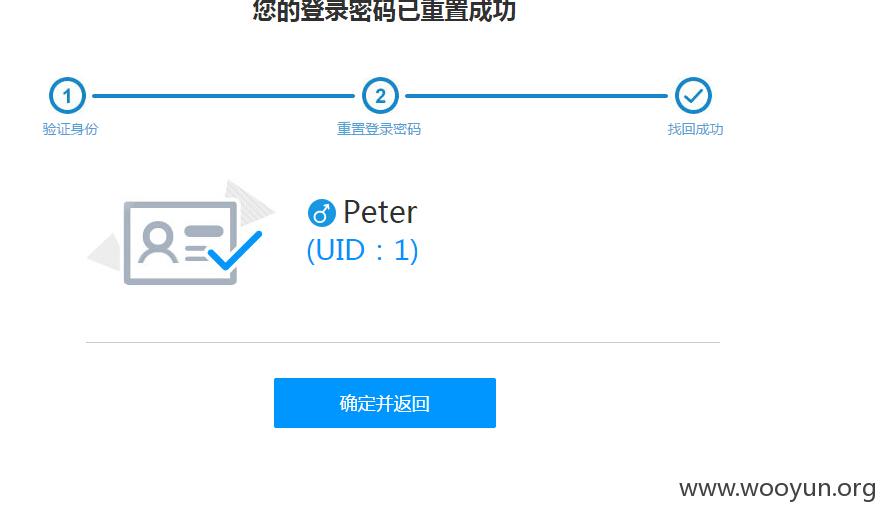 您的登录密码已重置成功
1
2
验证身份
重置登录密码
找回成功
Peter
(UID：1)
确定并返回
www.wooyun.org